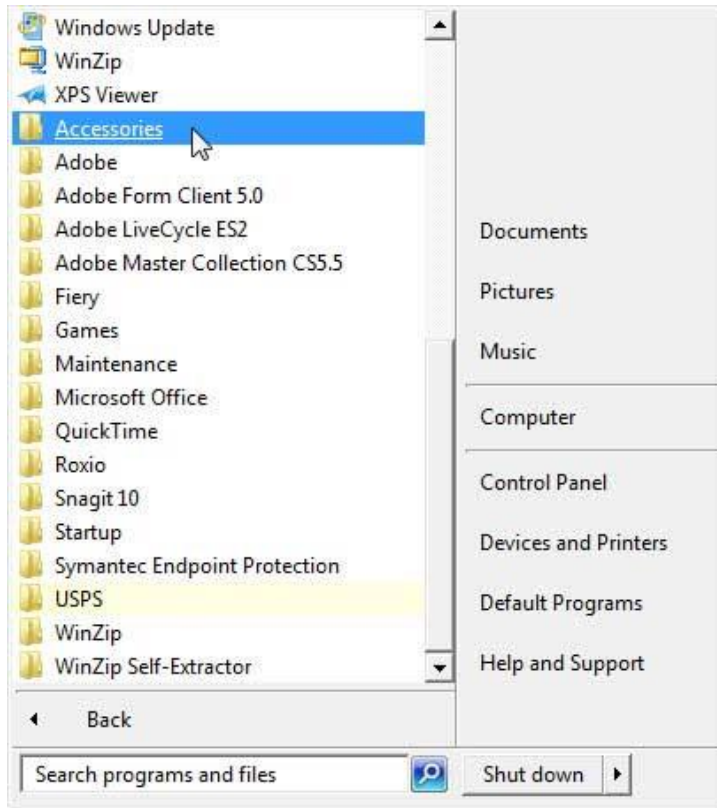 Windows Update
WinZip
XPS Viewer
Accessories
Adobe
Adobe Form Client 5.0
Adobe LiveCycle ES2
Adobe Master Collection CS5.5
Fiery
Games
Maintenance
Microsoft Office
QuickTime
Roxio
Snagit 10
Startup
Symantec Endpoint Protection
USPS
WinZip
WinZip Self-Extractor
Back
Search programs and files
Documents
Pictures
Music
Computer
Control Panel
Devices and Printers
Default Programs
Help and Support
Shut down